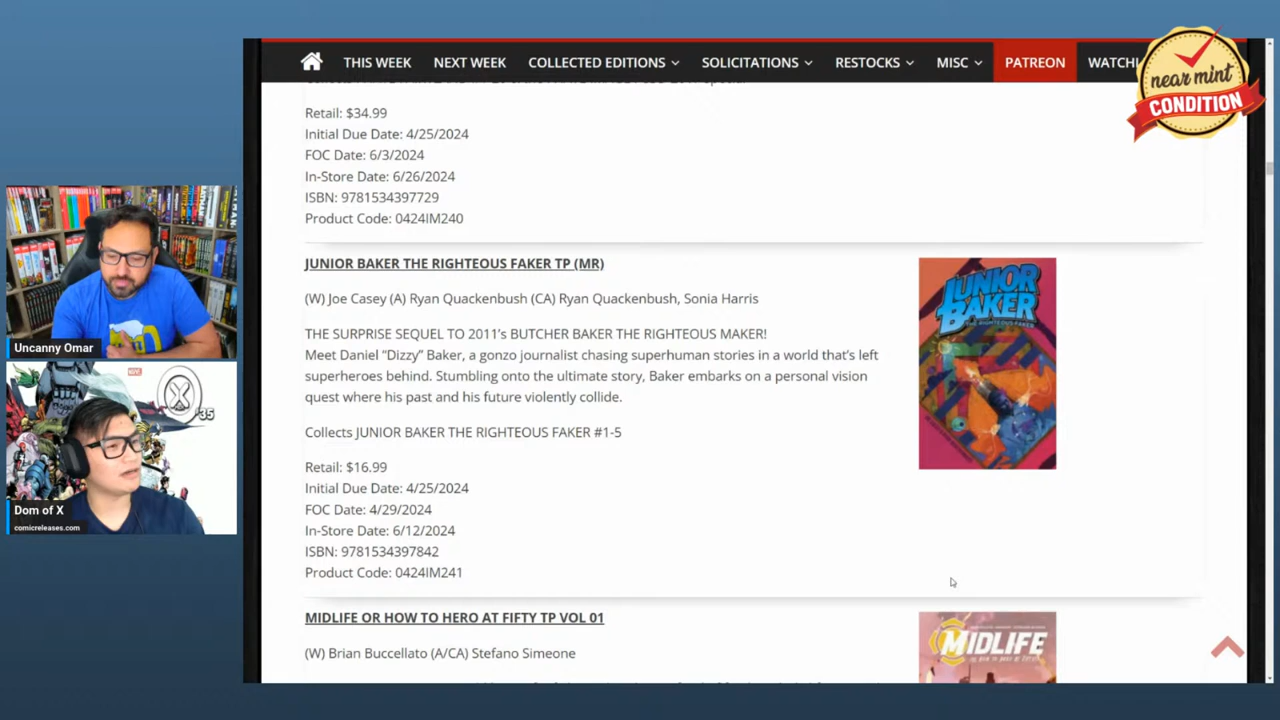 THIS WEEK NEXT WEEK COLLECTED EDITIONS SOLICITATIONS RESTOCKS MISC PATREON
near mint
CONDITION
Retail: $34.99
Initial Due Date: 4/25/2024
FOC Date: 6/3/2024
In-Store Date: 6/26/2024
ISBN: 9781534397729
Product Code: 0424IM240
JUNIOR BAKER THE RIGHTEOUS FAKER TP (MR)
(W) Joe Casey (A) Ryan Quackenbush (CA) Ryan Quackenbush, Sonia Harris
THE SURPRISE SEQUEL TO 2011’s BUTCHER BAKER THE RIGHTEOUS MAKER!
Meet Daniel “Dizzy” Baker, a gonzo journalist chasing superhuman stories in a world that’s left
superheroes behind. Stumbling onto the ultimate story, Baker embarks on a personal vision
quest where his past and his future violently collide.
Collects JUNIOR BAKER THE RIGHTEOUS FAKER #1-5
Retail: $16.99
Initial Due Date: 4/25/2024
FOC Date: 4/29/2024
In-Store Date: 6/12/2024
ISBN: 9781534397842
Product Code: 0424IM241
JUNIOR
BAKER
THE RIGHTEOUS FAKER
MIDLIFE OR HOW TO HERO AT FIFTY TP VOL 01
(W) Brian Buccellato (A/CA) Stefano Simeone
MIDLIFE
Uncanny Omar
X
35
Dom of X
comicreleases.com